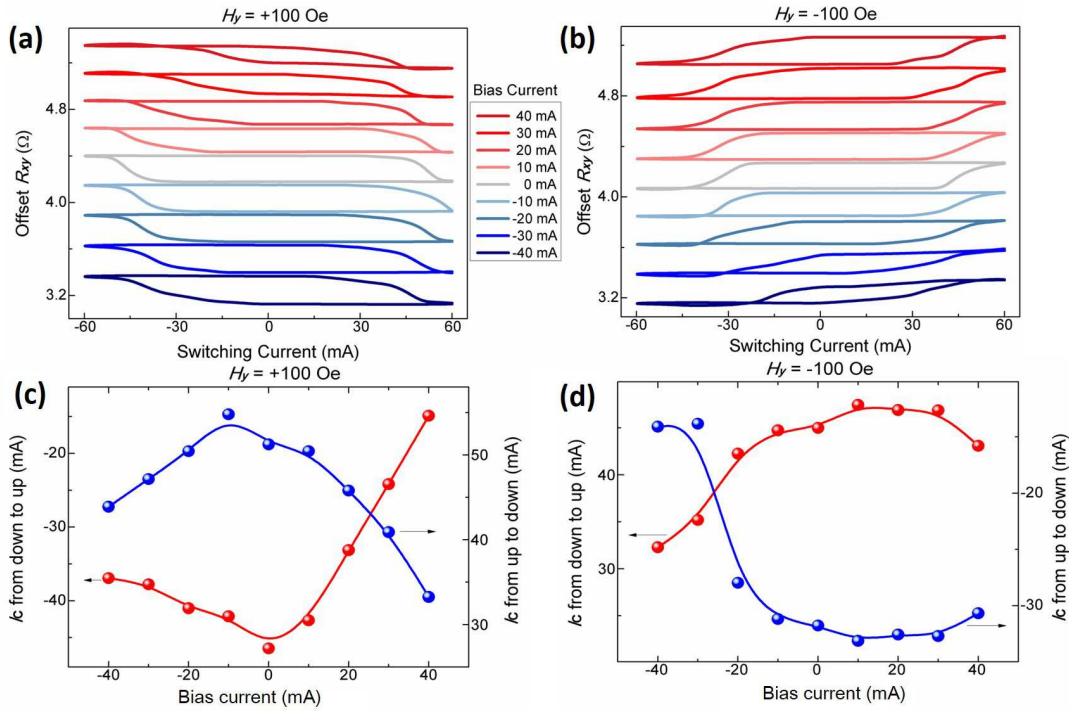 (a)
Hy = +100 Oe
Offset Rxy (Ω)
4.8
4.0
3.2
-60
-30
0
30
60
Switching Current (mA)
Bias Current
40 mA
30 mA
20 mA
10 mA
0 mA
-10 mA
-20 mA
-30 mA
-40 mA
(b)
Hy = -100 Oe
Offset Rxy (Ω)
4.8
4.0
3.2
-60
-30
0
30
60
Switching Current (mA)
(c)
Hy = +100 Oe
Ic from down to up (mA)
-20
-30
-40
Ic from up to down (mA)
50
40
30
-40
-20
0
20
40
Bias current (mA)
(d)
Hy = -100 Oe
Ic from down to up (mA)
40
30
Ic from up to down (mA)
-20
-30
-40
-20
0
20
40
Bias current (mA)